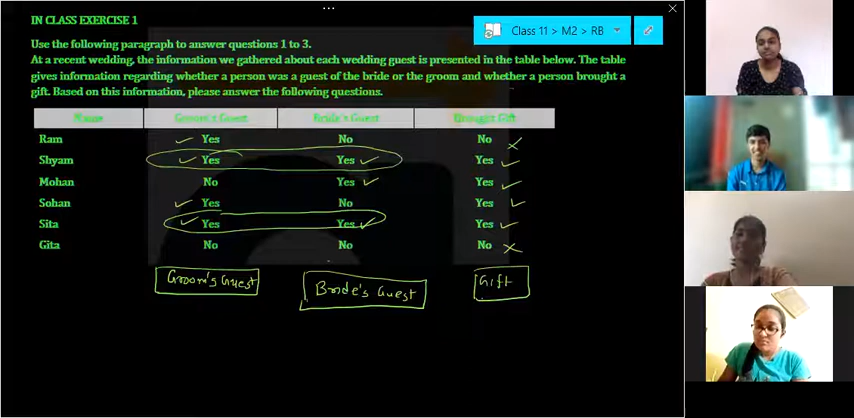 IN CLASS EXERCISE 1
Class 11 > M2 > RB
Use the following paragraph to answer questions 1 to 3.
At a recent wedding, the information we gathered about each wedding guest is presented in the table below. The table
gives information regarding whether a person was a guest of the bride or the groom and whether a person brought a
gift. Based on this information, please answer the following questions.
Name Groom's Guest Bride's Guest Brought Gift
Ram Yes No No
Shyam Yes Yes Yes
Mohan No Yes Yes
Sohan Yes No Yes
Sita Yes Yes Yes
Gita No No No
Groom's Guest Bride's Guest Gift